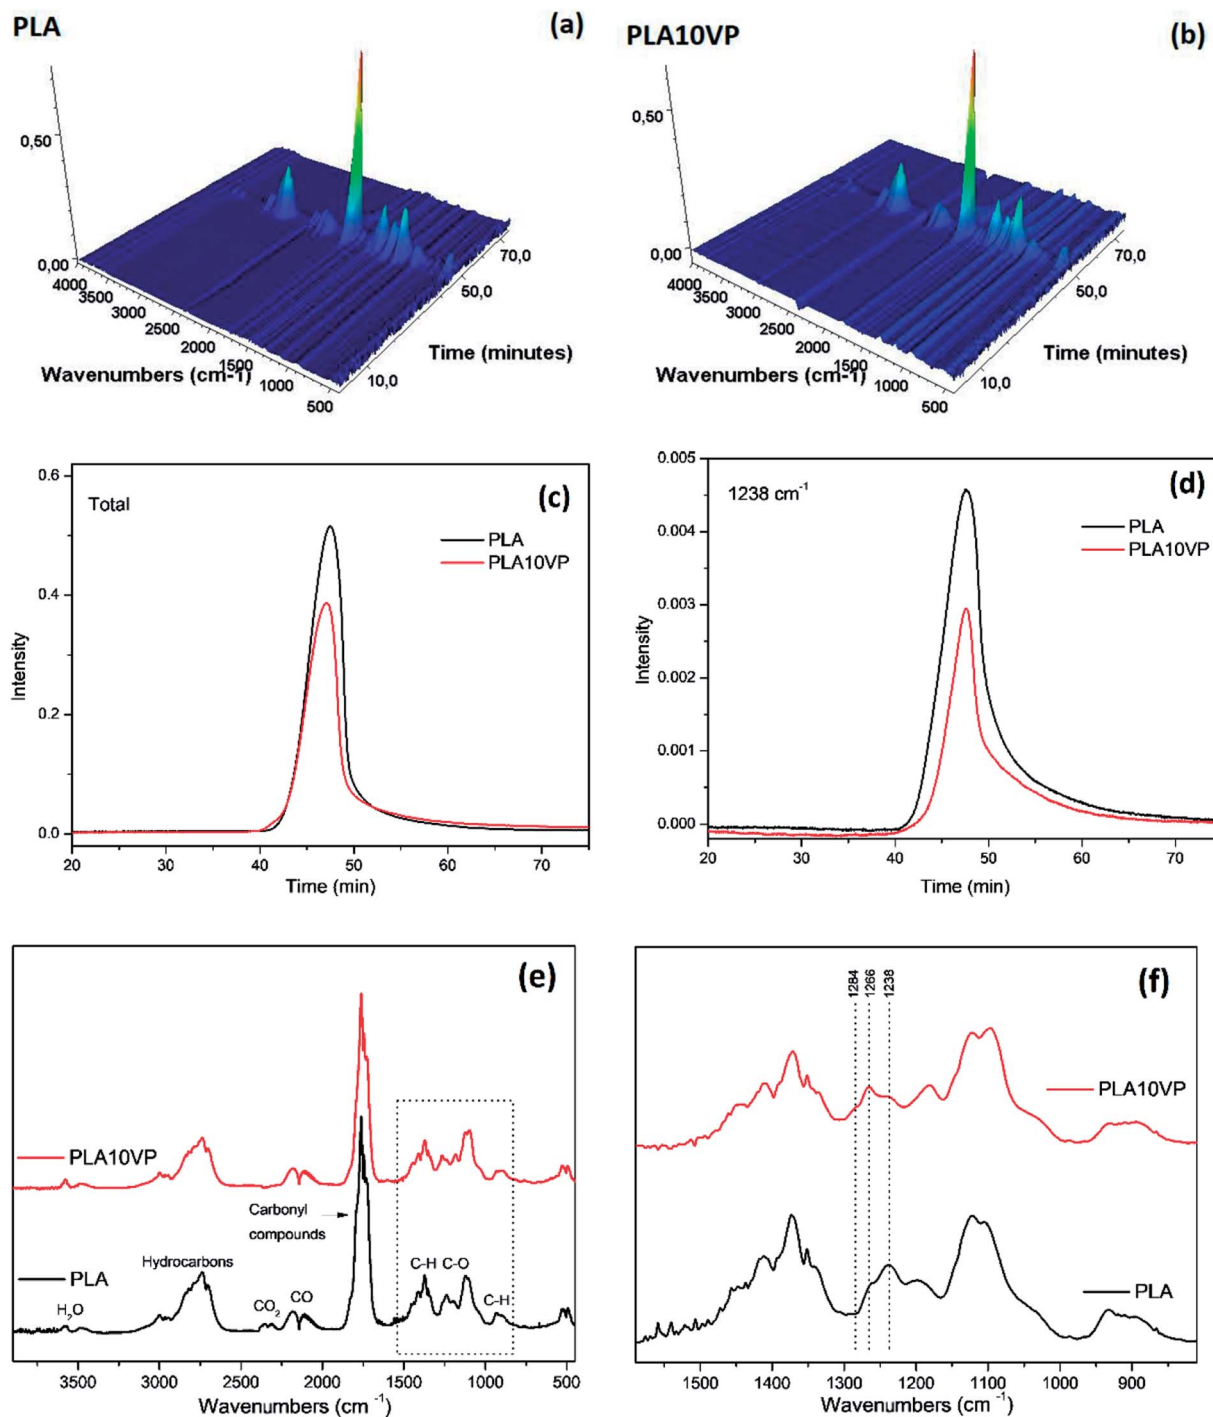 PLA
(a)
0,50
0,00
4000
3500
3000
2500
2000
1500
1000
500
Wavenumbers (cm-1)
10,0
50,0
70,0
Time (minutes)
PLA10VP
(b)
0,50
0,00
4000
3500
3000
2500
2000
1500
1000
500
Wavenumbers (cm-1)
10,0
50,0
70,0
Time (minutes)
0.6
0.4
0.2
0.0
Intensity
Total
(c)
PLA
PLA10VP
20 30 40 50 60 70
Time (min)
0.005
0.004
0.003
0.002
0.001
0.000
Intensity
1238 cm⁻¹
(d)
PLA
PLA10VP
20 30 40 50 60 70
Time (min)
(e)
PLA10VP
Carbonyl
compounds
Hydrocarbons
PLA
H₂O
CO₂
CO
C-H
C-O
C-H
3500 3000 2500 2000 1500 1000 500
Wavenumbers (cm⁻¹)
1284
1266
1238
(f)
PLA10VP
PLA
1500 1400 1300 1200 1100 1000 900
Wavenumbers (cm⁻¹)